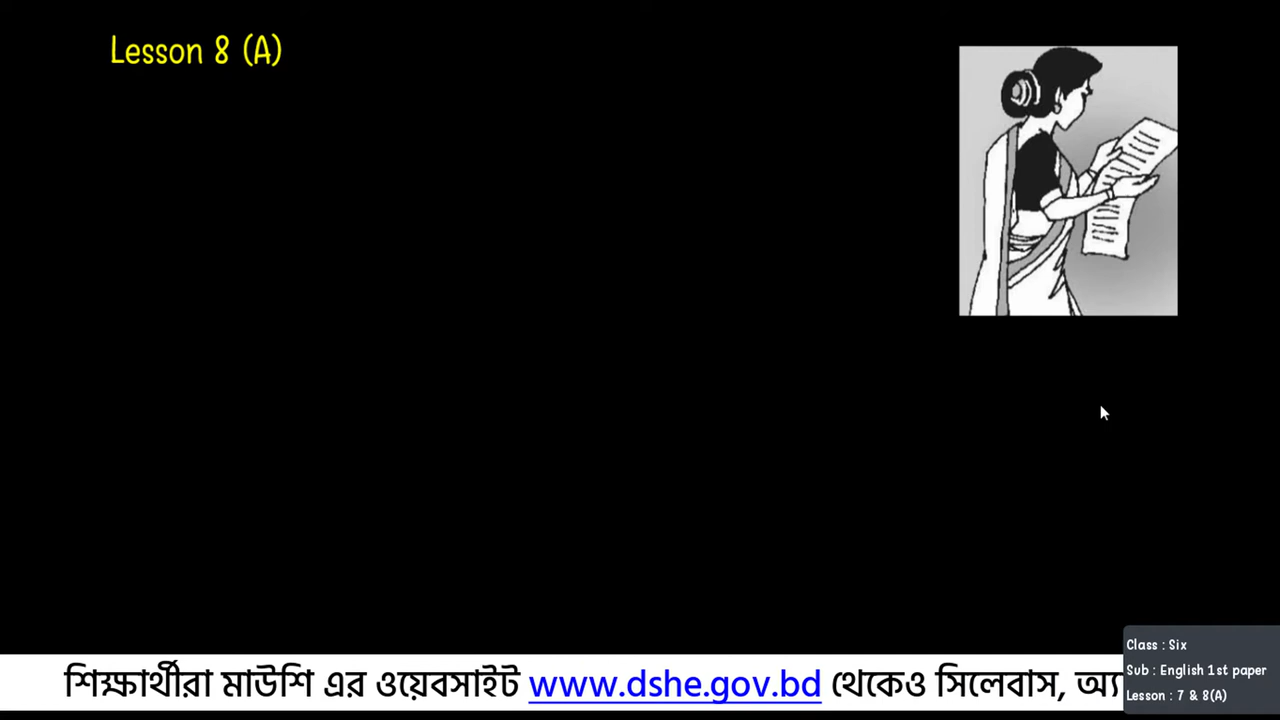 Lesson 8 (A)
শিক্ষার্থীরা মাউশি এর ওয়েবসাইট www.dshe.gov.bd থেকেও সিলেবাস,
Class : Six
Sub : English 1st paper
Lesson : 7 & 8(A)